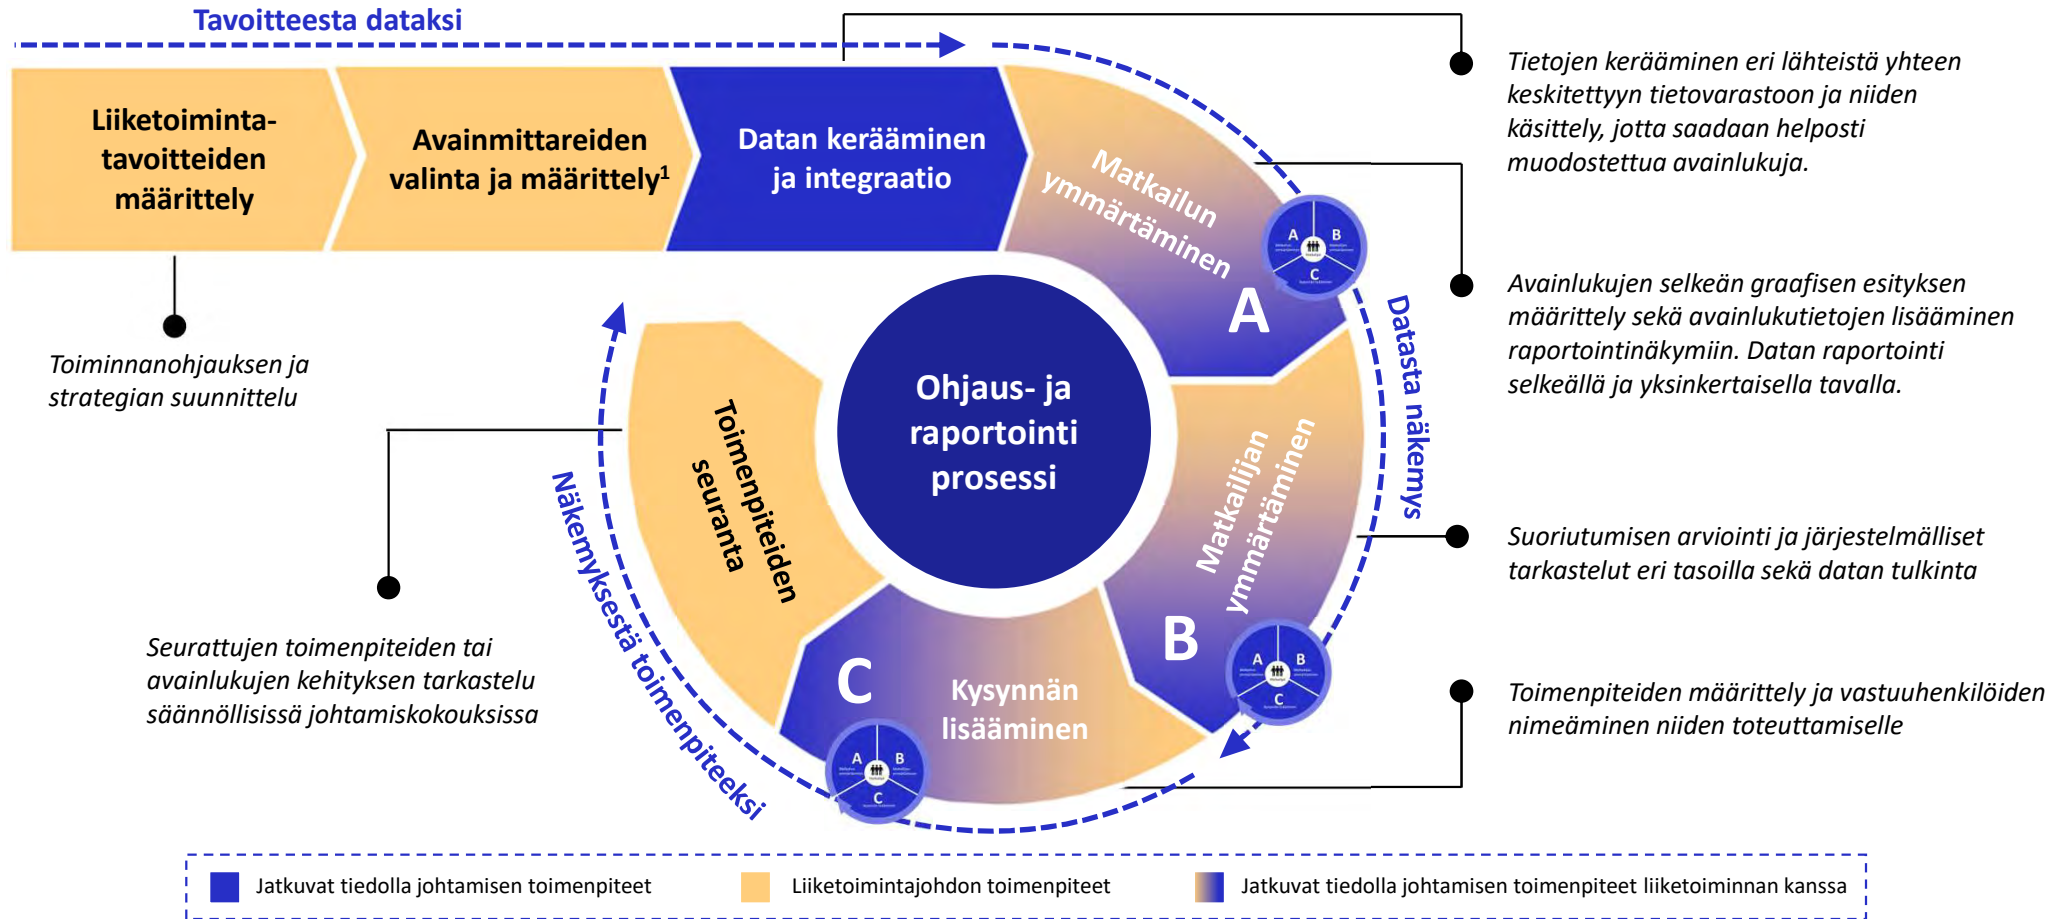 Tavoitteesta dataksi
Liiketoiminta-
tavoitteiden
määrittely
Avainmittareiden
valinta ja määrittely¹
Datan kerääminen
ja integraatio
Matkailun
ymmärtäminen
A
Matkailijan
ymmärtäminen
B
Kysynnän
lisääminen
C
Toimenpiteiden
seuranta
Ohjaus- ja
raportointi
prosessi
Datasta näkemys
Näkemyksestä toimenpiteeksi
A
B
C
A
B
C
A
B
C
Toiminnanohjauksen ja
strategian suunnittelu
Seurattujen toimenpiteiden tai
avainlukujen kehityksen tarkastelu
säännöllisissä johtamiskokouksissa
Tietojen kerääminen eri lähteistä yhteen
keskitettyyn tietovarastoon ja niiden
käsittely, jotta saadaan helposti
muodostettua avainlukuja.
Avainlukujen selkeän graafisen esityksen
määrittely sekä avainlukutietojen lisääminen
raportointinäkymiin. Datan raportointi
selkeällä ja yksinkertaisella tavalla.
Suoriutumisen arviointi ja järjestelmälliset
tarkastelut eri tasoilla sekä datan tulkinta
Toimenpiteiden määrittely ja vastuuhenkilöiden
nimeäminen niiden toteuttamiselle
Jatkuvat tiedolla johtamisen toimenpiteet
Liiketoimintajohdon toimenpiteet
Jatkuvat tiedolla johtamisen toimenpiteet liiketoiminnan kanssa